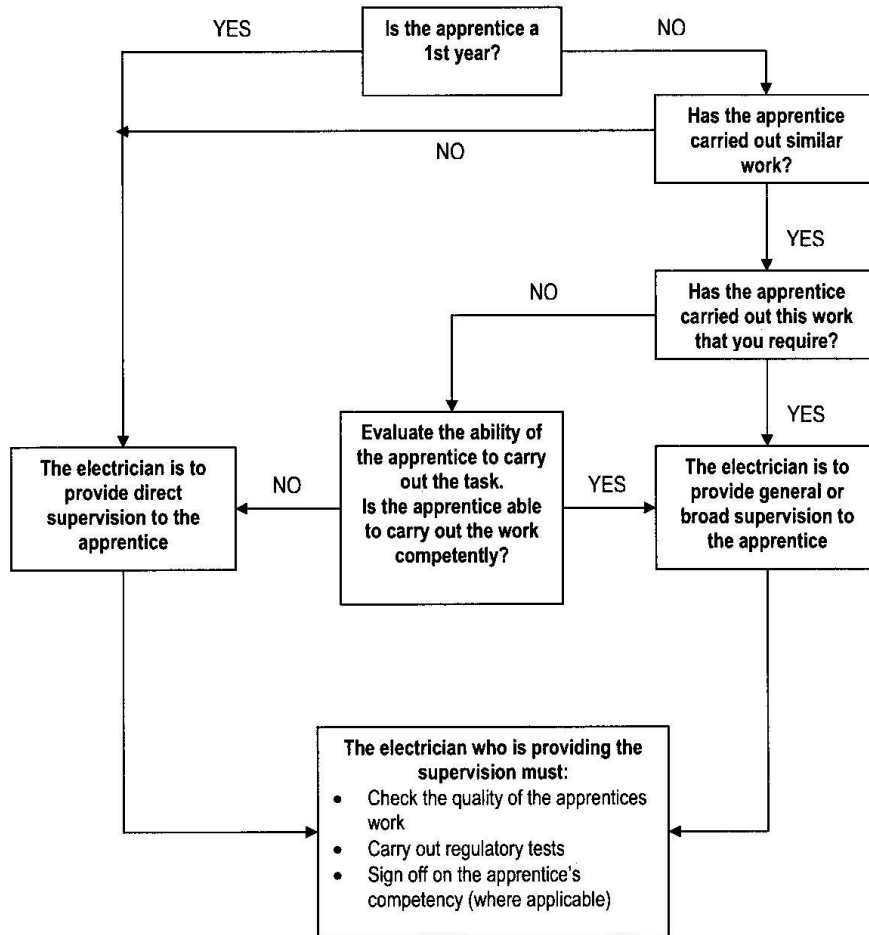 Is the apprentice a
1st year?
YES
NO
Has the apprentice
carried out similar
work?
NO
YES
Has the apprentice
carried out this work
that you require?
NO
YES
Evaluate the ability of
the apprentice to carry
out the task.
Is the apprentice able
to carry out the work
competently?
The electrician is to
provide direct
supervision to the
apprentice
NO
YES
The electrician is to
provide general or
broad supervision to
the apprentice
The electrician who is providing the
supervision must:
• Check the quality of the apprentices
work
• Carry out regulatory tests
• Sign off on the apprentice's
competency (where applicable)